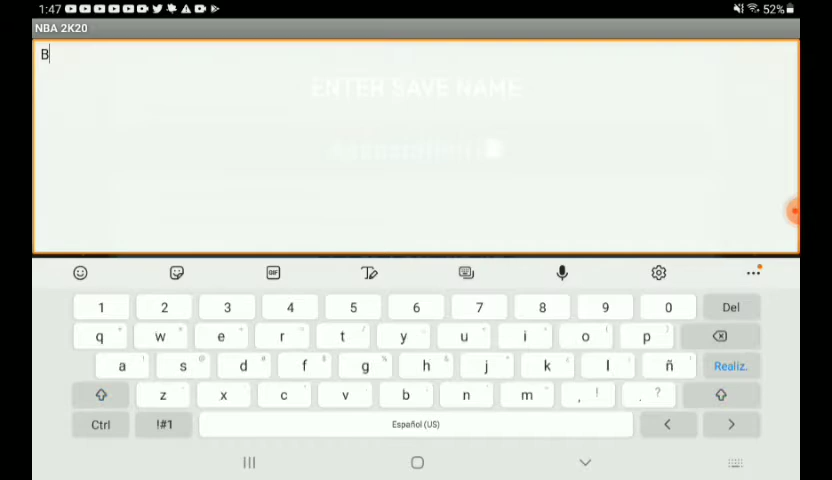 1:47 52%
NBA 2K20
B
ENTER SAVE NAME
GIF
1 2 3 4 5 6 7 8 9 0 Del
q w e r t y u i o p
a s d f g h j k l ñ Realiz.
z x c v b n m , ! . ?
Ctrl !#1 Español (US) < >